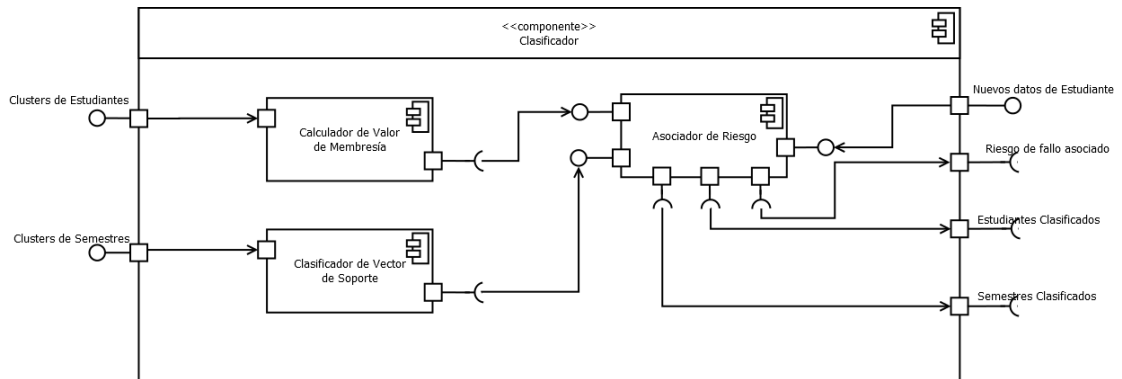 <<componente>>
Clasificador
Clusters de Estudiantes
Calculador de Valor
de Membresía
Asociador de Riesgo
Nuevos datos de Estudiante
Riesgo de fallo asociado
Clusters de Semestres
Clasificador de Vector
de Soporte
Estudiantes Clasificados
Semestres Clasificados